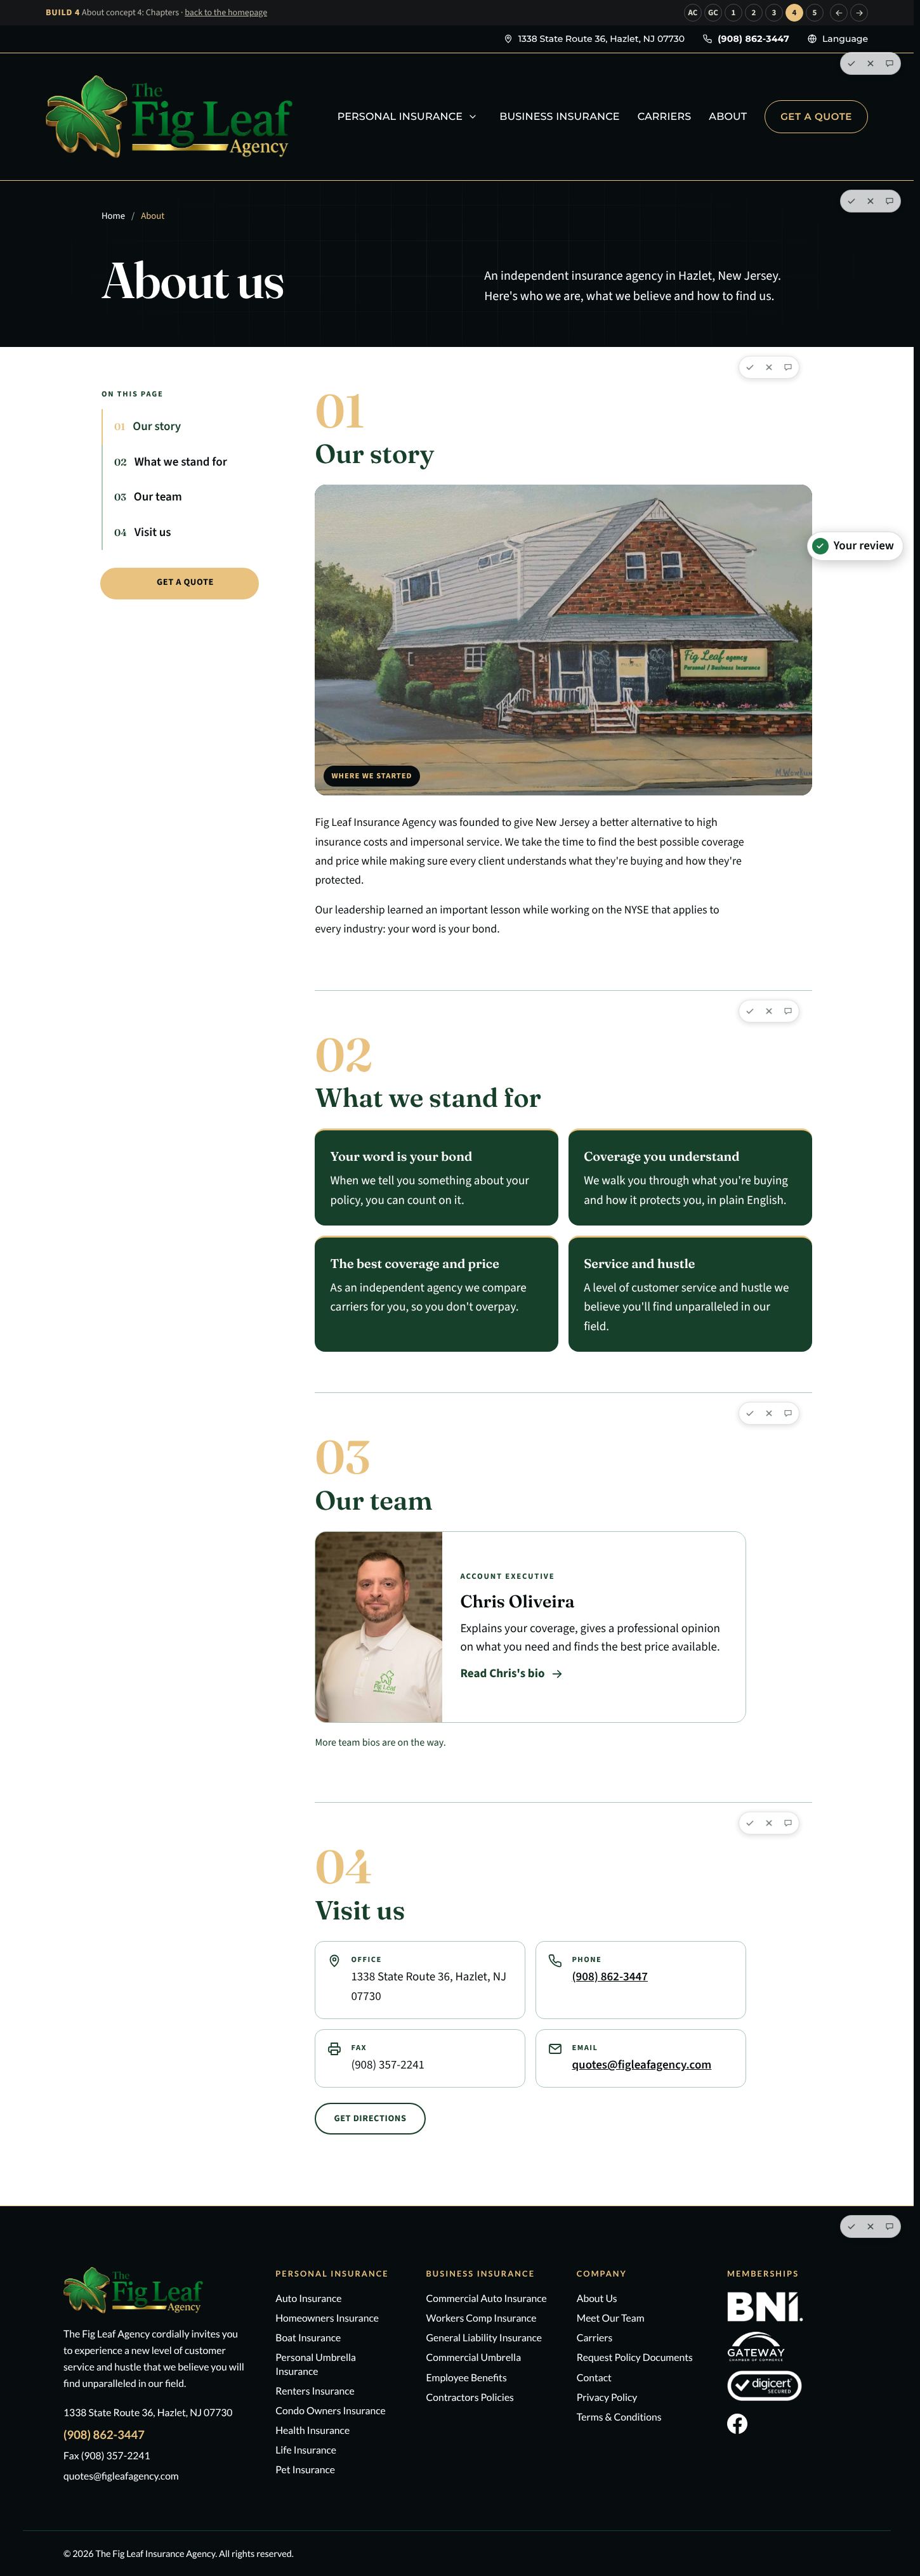 BUILD 4 About concept 4: Chapters · back to the homepage
AC GC 1 2 3 4 5
1338 State Route 36, Hazlet, NJ 07730 (908) 862-3447 Language
The
Fig Leaf
Agency
PERSONAL INSURANCE BUSINESS INSURANCE CARRIERS ABOUT GET A QUOTE
Home / About
About us
An independent insurance agency in Hazlet, New Jersey.
Here's who we are, what we believe and how to find us.
ON THIS PAGE
01 Our story
02 What we stand for
03 Our team
04 Visit us
GET A QUOTE
01
Our story
Fig Leaf agency
Personal / Business Insurance
WHERE WE STARTED
Your review
Fig Leaf Insurance Agency was founded to give New Jersey a better alternative to high
insurance costs and impersonal service. We take the time to find the best possible coverage
and price while making sure every client understands what they're buying and how they're
protected.
Our leadership learned an important lesson while working on the NYSE that applies to
every industry: your word is your bond.
02
What we stand for
Your word is your bond
When we tell you something about your
policy, you can count on it.
Coverage you understand
We walk you through what you're buying
and how it protects you, in plain English.
The best coverage and price
As an independent agency we compare
carriers for you, so you don't overpay.
Service and hustle
A level of customer service and hustle we
believe you'll find unparalleled in our
field.
03
Our team
Fig Leaf
ACCOUNT EXECUTIVE
Chris Oliveira
Explains your coverage, gives a professional opinion
on what you need and finds the best price available.
Read Chris's bio
More team bios are on the way.
04
Visit us
OFFICE
1338 State Route 36, Hazlet, NJ
07730
PHONE
(908) 862-3447
FAX
(908) 357-2241
EMAIL
quotes@figleafagency.com
GET DIRECTIONS
The
Fig Leaf
Agency
The Fig Leaf Agency cordially invites you
to experience a new level of customer
service and hustle that we believe you will
find unparalleled in our field.
1338 State Route 36, Hazlet, NJ 07730
(908) 862-3447
Fax (908) 357-2241
quotes@figleafagency.com
PERSONAL INSURANCE
Auto Insurance
Homeowners Insurance
Boat Insurance
Personal Umbrella
Insurance
Renters Insurance
Condo Owners Insurance
Health Insurance
Life Insurance
Pet Insurance
BUSINESS INSURANCE
Commercial Auto Insurance
Workers Comp Insurance
General Liability Insurance
Commercial Umbrella
Employee Benefits
Contractors Policies
COMPANY
About Us
Meet Our Team
Carriers
Request Policy Documents
Contact
Privacy Policy
Terms & Conditions
MEMBERSHIPS
BNI.
GATEWAY
CHAMBER OF COMMERCE
digicert
SECURED
© 2026 The Fig Leaf Insurance Agency. All rights reserved.